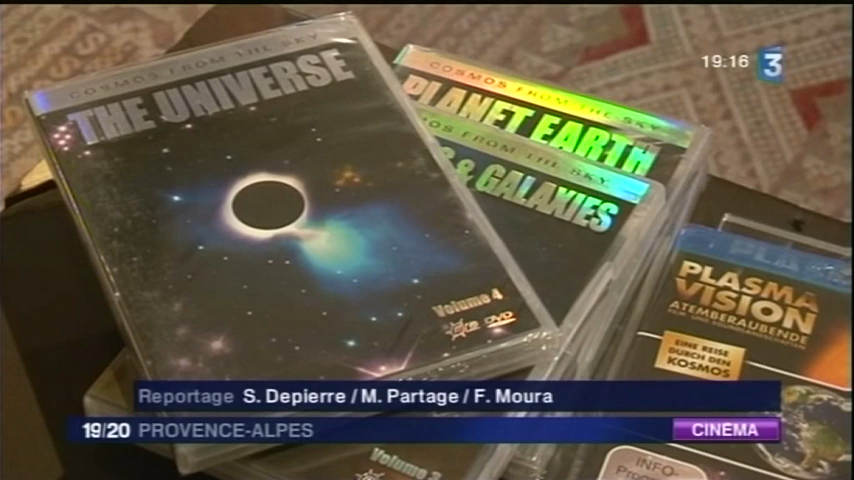 19:16 3
COSMOS FROM THE SKY
THE UNIVERSE
Volume 4
DVD
COSMOS FROM THE SKY
PLANET EARTH
COSMOS FROM THE SKY
& GALAXIES
PLASMA
VISION
ATEMBERAUBENDE
EINE REISE
DURCH DEN
KOSMOS
INFO-
Volume 3
Reportage S. Depierre / M. Partage / F. Moura
19/20 PROVENCE-ALPES
CINÉMA